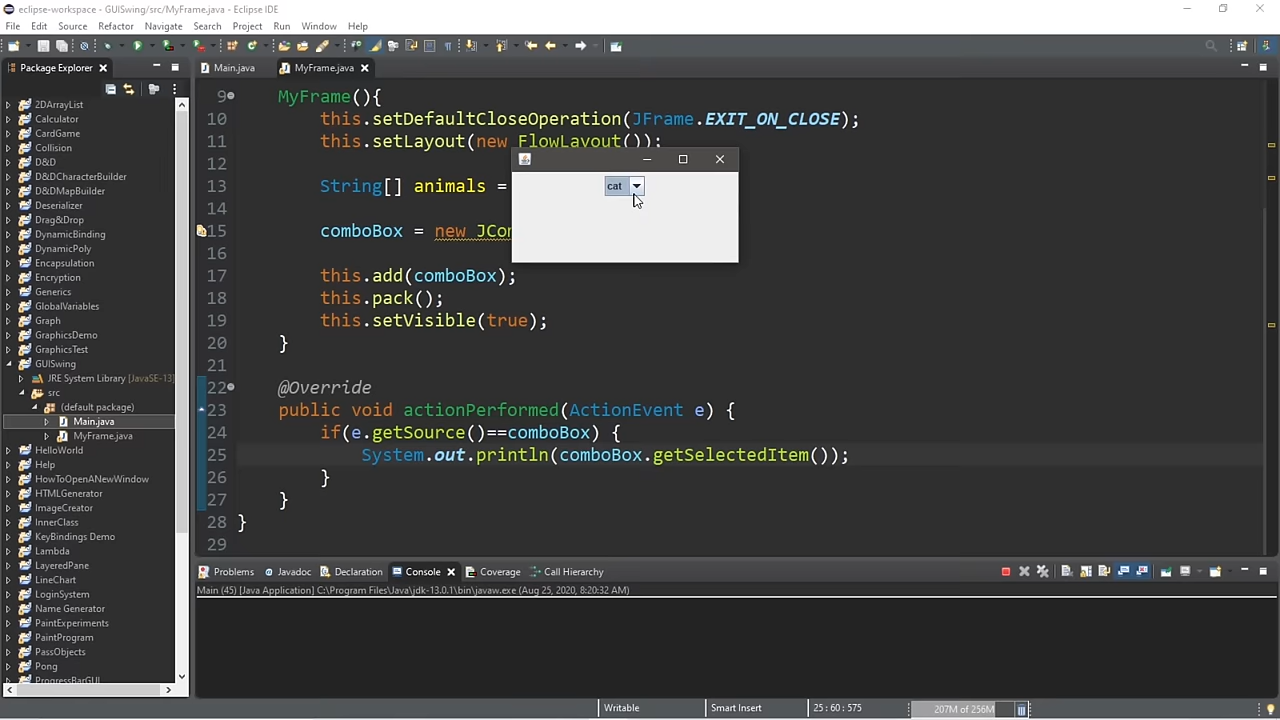 eclipse-workspace - GUISwing/src/MyFrame.java - Eclipse IDE
File Edit Source Refactor Navigate Search Project Run Window Help
Package Explorer
Main.java MyFrame.java
2DArrayList
Calculator
CardGame
Collision
D&D
D&DCharacterBuilder
D&DMapBuilder
Deserializer
Drag&Drop
DynamicBinding
DynamicPoly
Encapsulation
Encryption
Generics
GlobalVariables
Graph
GraphicsDemo
GraphicsTest
GUISwing
JRE System Library [JavaSE-13]
src
(default package)
Main.java
MyFrame.java
HelloWorld
Help
HowToOpenANewWindow
HTMLGenerator
ImageCreator
InnerClass
KeyBindings Demo
Lambda
LayeredPane
LineChart
LoginSystem
Name Generator
PaintExperiments
PaintProgram
PassObjects
Pong
ProgressBarGUI
9 MyFrame(){
10 this.setDefaultCloseOperation(JFrame.EXIT_ON_CLOSE);
11 this.setLayout(new FlowLayout());
12
13 String[] animals =
14
15 comboBox = new JCom
16
17 this.add(comboBox);
18 this.pack();
19 this.setVisible(true);
20 }
21
22 @Override
23 public void actionPerformed(ActionEvent e) {
24 if(e.getSource()==comboBox) {
25 System.out.println(comboBox.getSelectedItem());
26 }
27 }
28 }
29
cat
Problems Javadoc Declaration Console Coverage Call Hierarchy
Main (45) [Java Application] C:\Program Files\Java\jdk-13.0.1\bin\javaw.exe (Aug 25, 2020, 8:20:32 AM)
Writable Smart Insert 25 : 60 : 575 207M of 256M